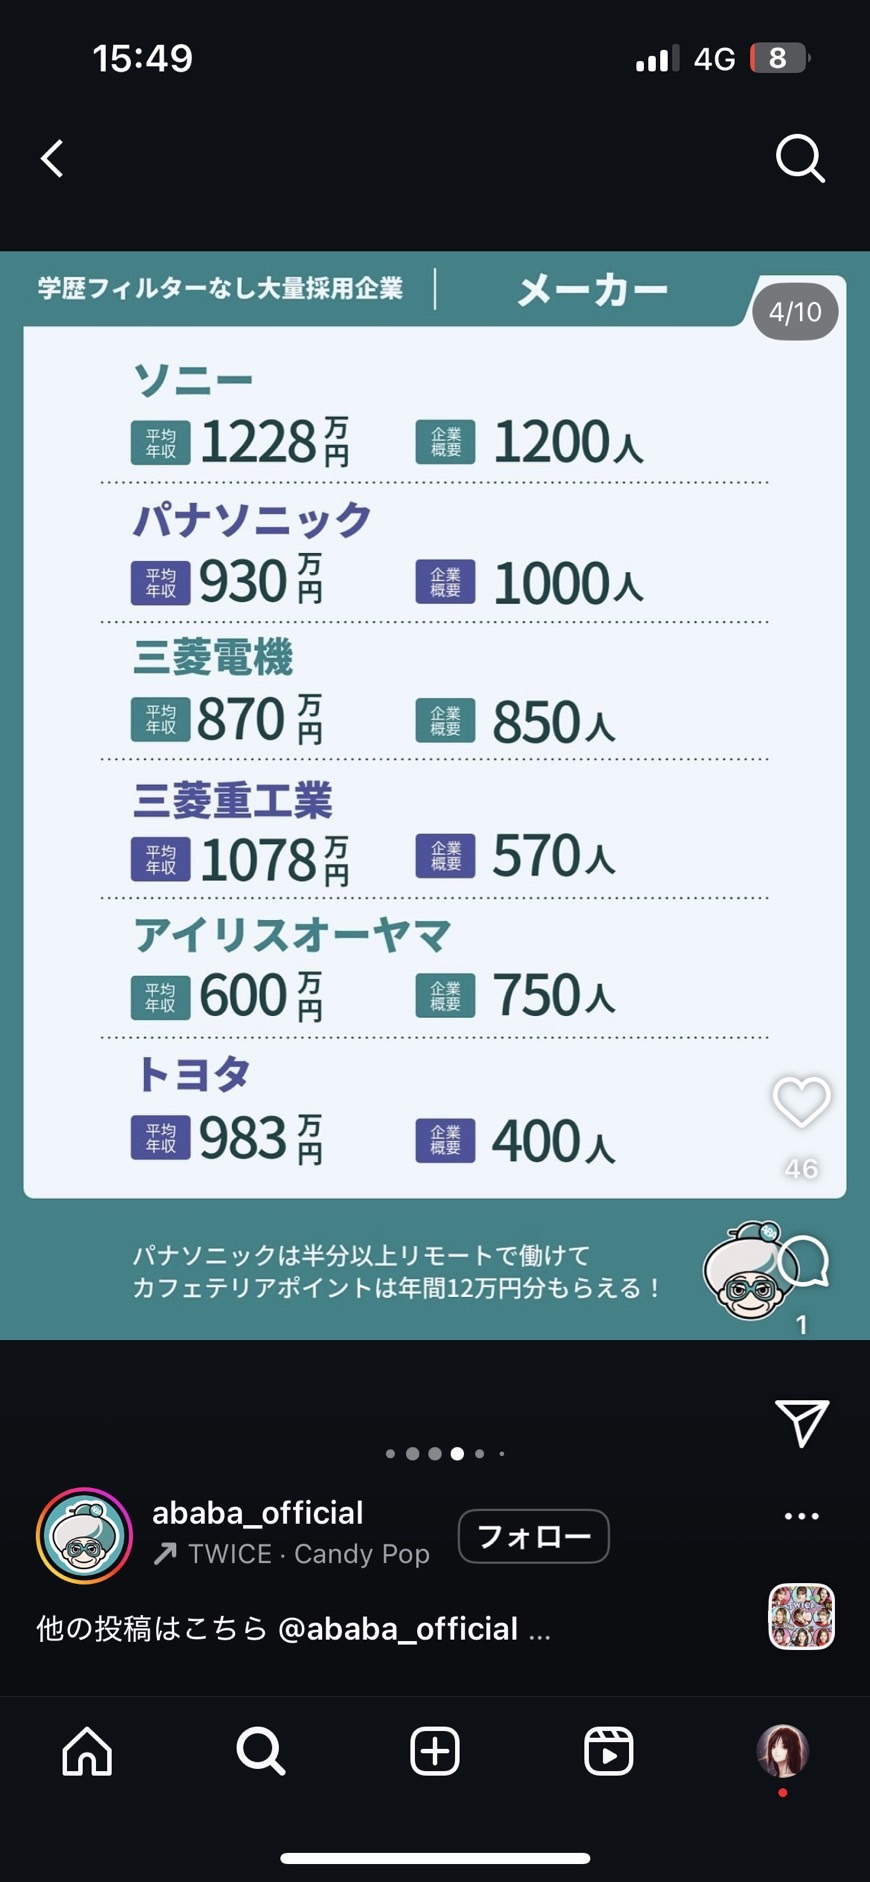 15:49
4G
8
学歴フィルターなし大量採用企業
メーカー
4/10
ソニー
平均年収 1228万円 企業概要 1200人
パナソニック
平均年収 930万円 企業概要 1000人
三菱電機
平均年収 870万円 企業概要 850人
三菱重工業
平均年収 1078万円 企業概要 570人
アイリスオーヤマ
平均年収 600万円 企業概要 750人
トヨタ
平均年収 983万円 企業概要 400人
46
パナソニックは半分以上リモートで働けて
カフェテリアポイントは年間12万円分もらえる！
1
ababa_official
フォロー
TWICE · Candy Pop
他の投稿はこちら @ababa_official ...